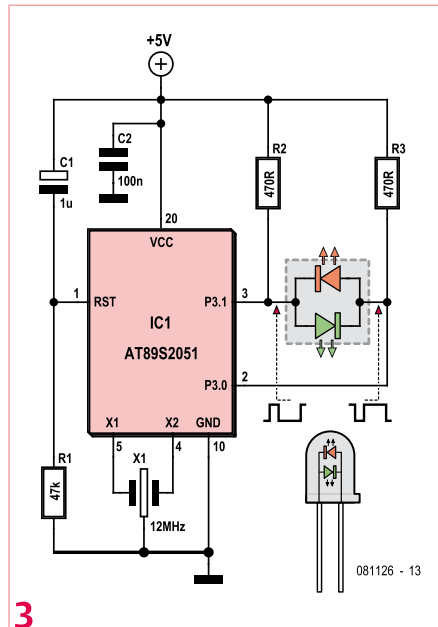 +5V
C1
1u
C2
100n
R2
470R
R3
470R
20
VCC
1
RST
P3.1
3
IC1
AT89S2051
P3.0
2
X1
X2
GND
5
4
10
X1
12MHz
R1
47k
081126 - 13
3